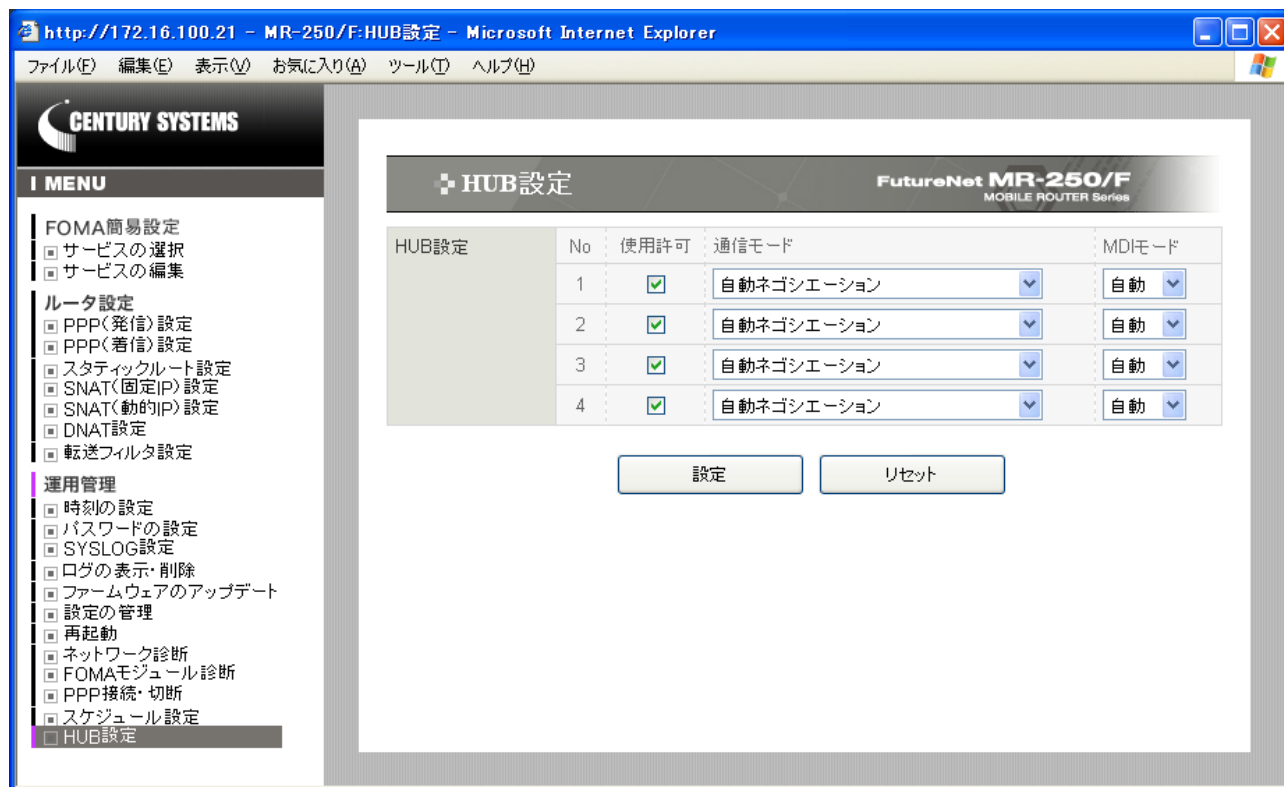 http://172.16.100.21 - MR-250/F:HUB設定 - Microsoft Internet Explorer
ファイル(F) 編集(E) 表示(V) お気に入り(A) ツール(T) ヘルプ(H)
CENTURY SYSTEMS
MENU
FOMA簡易設定
サービスの選択
サービスの編集
ルータ設定
PPP(発信)設定
PPP(着信)設定
スタティックルート設定
SNAT(固定IP)設定
SNAT(動的IP)設定
DNAT設定
転送フィルタ設定
運用管理
時刻の設定
パスワードの設定
SYSLOG設定
ログの表示・削除
ファームウェアのアップデート
設定の管理
再起動
ネットワーク診断
FOMAモジュール診断
PPP接続・切断
スケジュール設定
HUB設定
HUB設定
FutureNet MR-250/F
MOBILE ROUTER Series
HUB設定 No 使用許可 通信モード MDIモード
1 自動ネゴシエーション 自動
2 自動ネゴシエーション 自動
3 自動ネゴシエーション 自動
4 自動ネゴシエーション 自動
設定 リセット